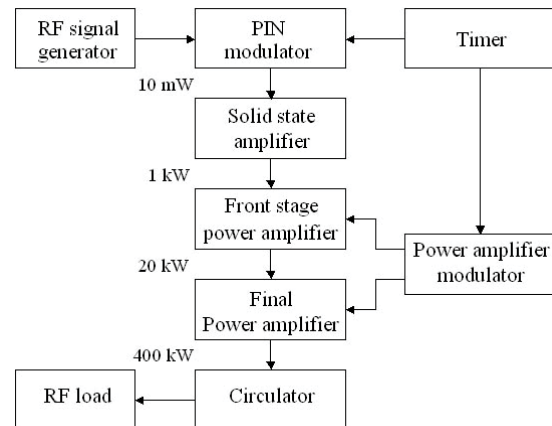 RF signal
generator
PIN
modulator
Timer
10 mW
Solid state
amplifier
1 kW
Front stage
power amplifier
Power amplifier
modulator
20 kW
Final
Power amplifier
400 kW
RF load
Circulator